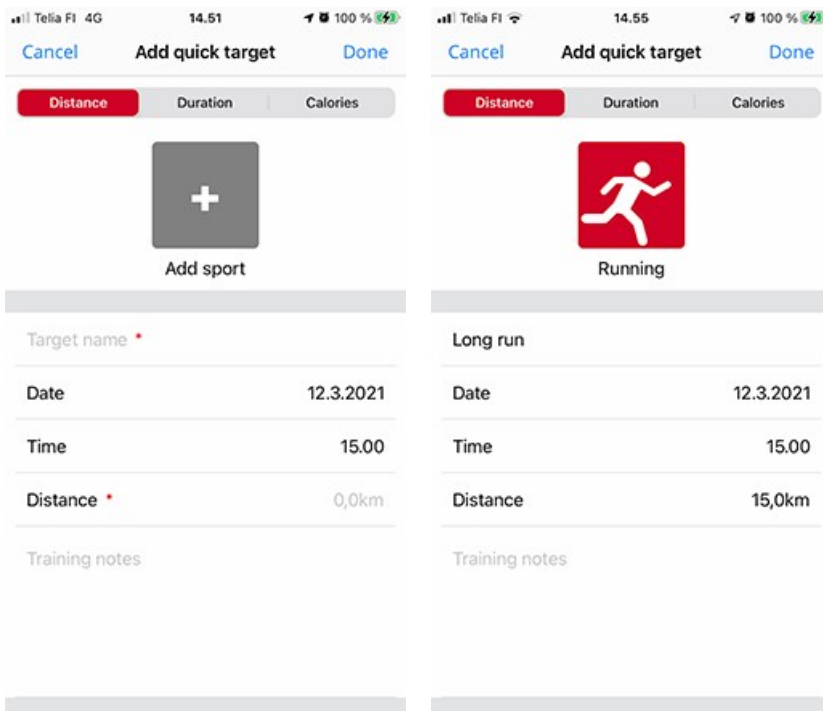 Telia FI 4G 14.51 100 %
Cancel Add quick target Done
Distance Duration Calories
+
Add sport
Target name *
Date 12.3.2021
Time 15.00
Distance * 0,0km
Training notes
Telia FI 14.55 100 %
Cancel Add quick target Done
Distance Duration Calories
Running
Long run
Date 12.3.2021
Time 15.00
Distance 15,0km
Training notes